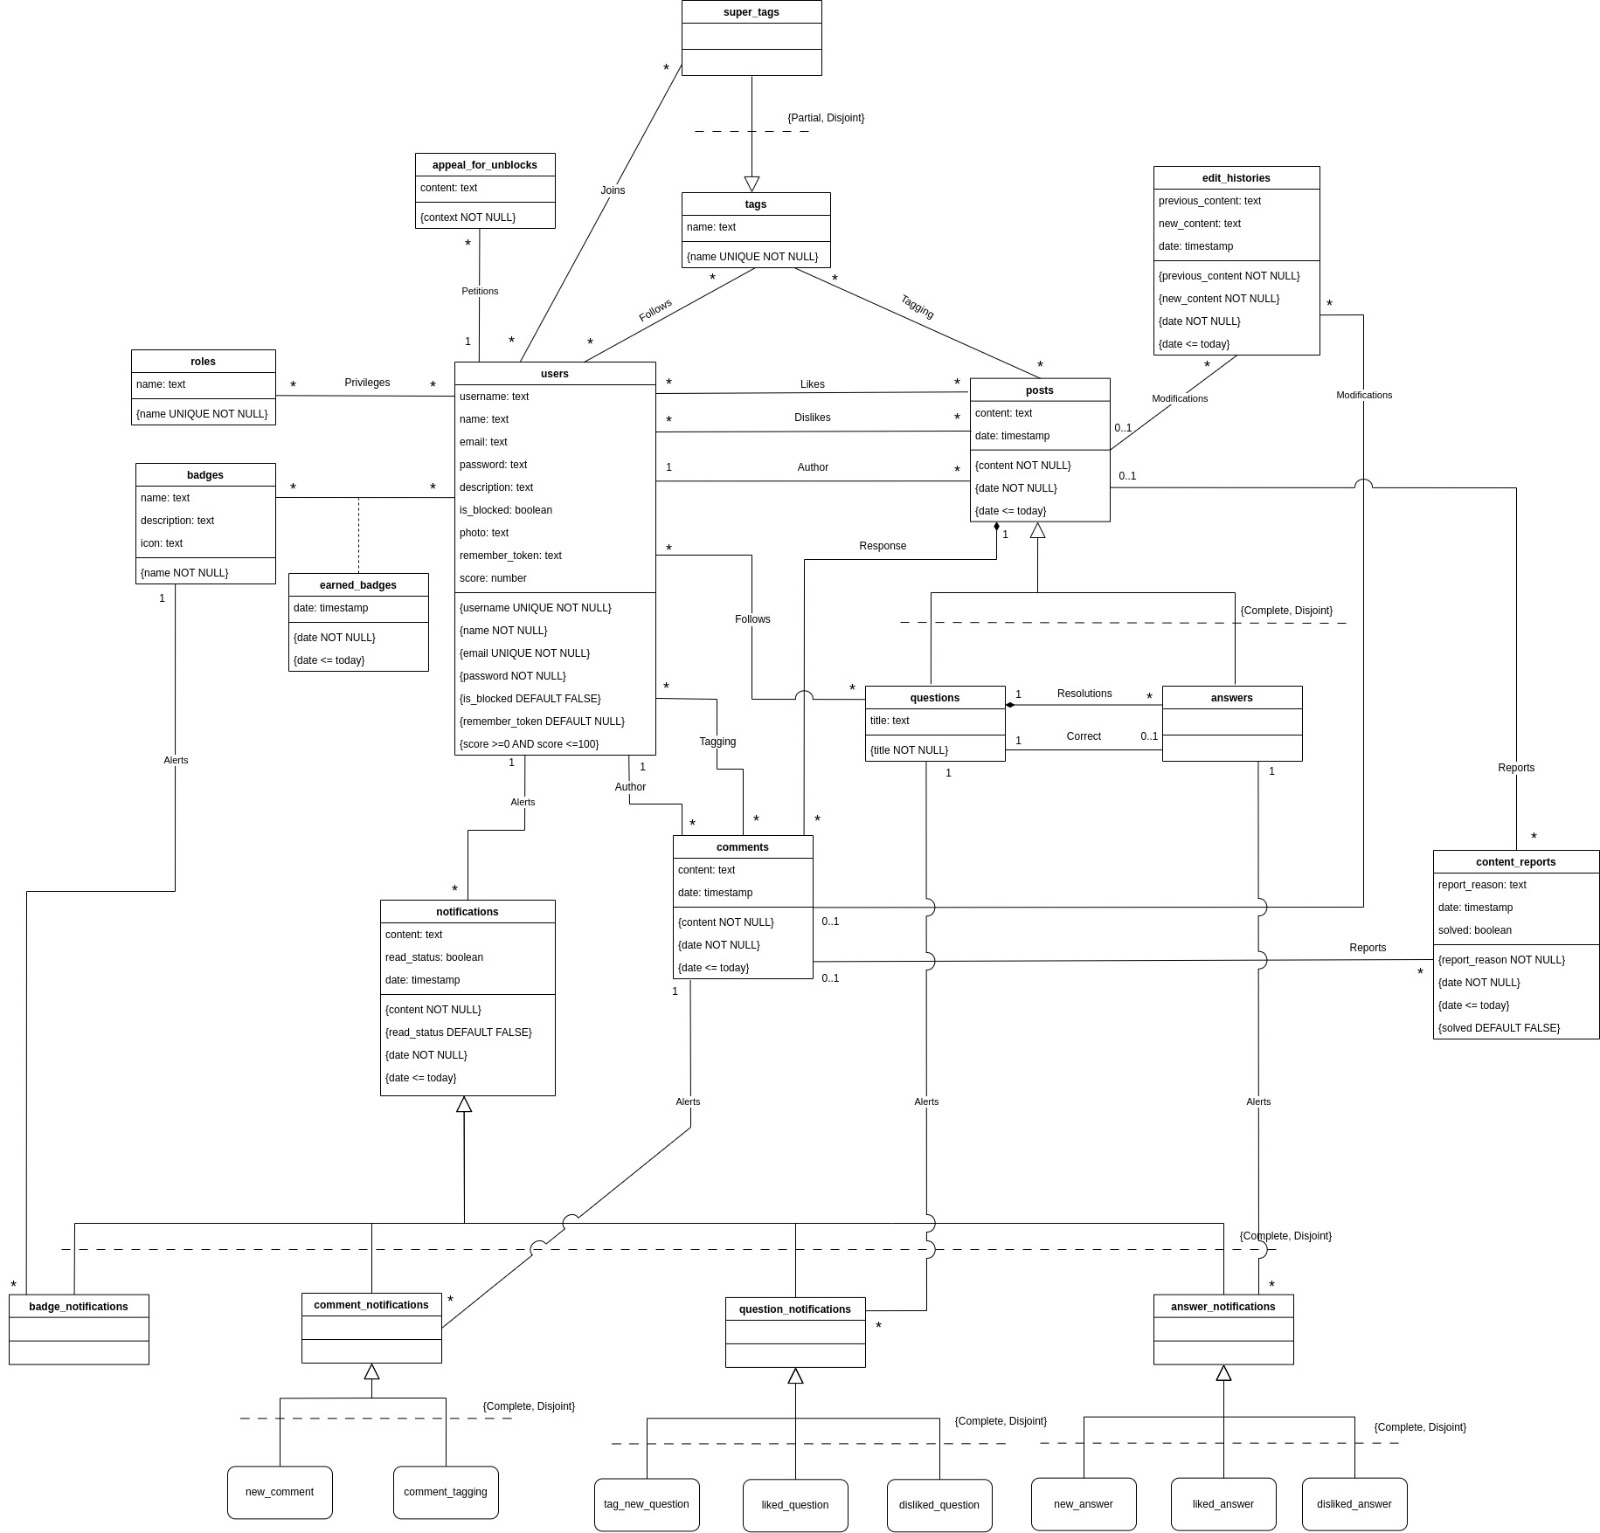 super_tags
*
{Partial, Disjoint}
Joins
tags
name: text
{name UNIQUE NOT NULL}
*
*
appeal_for_unblocks
content: text
{context NOT NULL}
*
Petitions
1
*
Follows
*
Tagging
*
edit_histories
previous_content: text
new_content: text
date: timestamp
{previous_content NOT NULL}
{new_content NOT NULL}
{date NOT NULL}
{date <= today}
*
*
Modifications
0..1
Modifications
roles
name: text
{name UNIQUE NOT NULL}
*
Privileges
*
badges
name: text
description: text
icon: text
{name NOT NULL}
*
*
1
earned_badges
date: timestamp
{date NOT NULL}
{date <= today}
users
username: text
name: text
email: text
password: text
description: text
is_blocked: boolean
photo: text
remember_token: text
score: number
{username UNIQUE NOT NULL}
{name NOT NULL}
{email UNIQUE NOT NULL}
{password NOT NULL}
{is_blocked DEFAULT FALSE}
{remember_token DEFAULT NULL}
{score >=0 AND score <=100}
*
Likes
*
*
Dislikes
*
1
Author
*
posts
content: text
date: timestamp
{content NOT NULL}
{date NOT NULL}
{date <= today}
0..1
1
Response
*
Follows
*
{Complete, Disjoint}
questions
title: text
{title NOT NULL}
1
Resolutions
*
1
Correct
0..1
answers
1
1
*
Tagging
*
1
Author
*
*
1
Alerts
*
Alerts
Reports
*
comments
content: text
date: timestamp
{content NOT NULL}
{date NOT NULL}
{date <= today}
0..1
0..1
Reports
*
1
content_reports
report_reason: text
date: timestamp
solved: boolean
{report_reason NOT NULL}
{date NOT NULL}
{date <= today}
{solved DEFAULT FALSE}
notifications
content: text
read_status: boolean
date: timestamp
{content NOT NULL}
{read_status DEFAULT FALSE}
{date NOT NULL}
{date <= today}
Alerts
Alerts
Alerts
{Complete, Disjoint}
*
badge_notifications
comment_notifications
*
question_notifications
*
answer_notifications
*
{Complete, Disjoint}
{Complete, Disjoint}
{Complete, Disjoint}
new_comment
comment_tagging
tag_new_question
liked_question
disliked_question
new_answer
liked_answer
disliked_answer